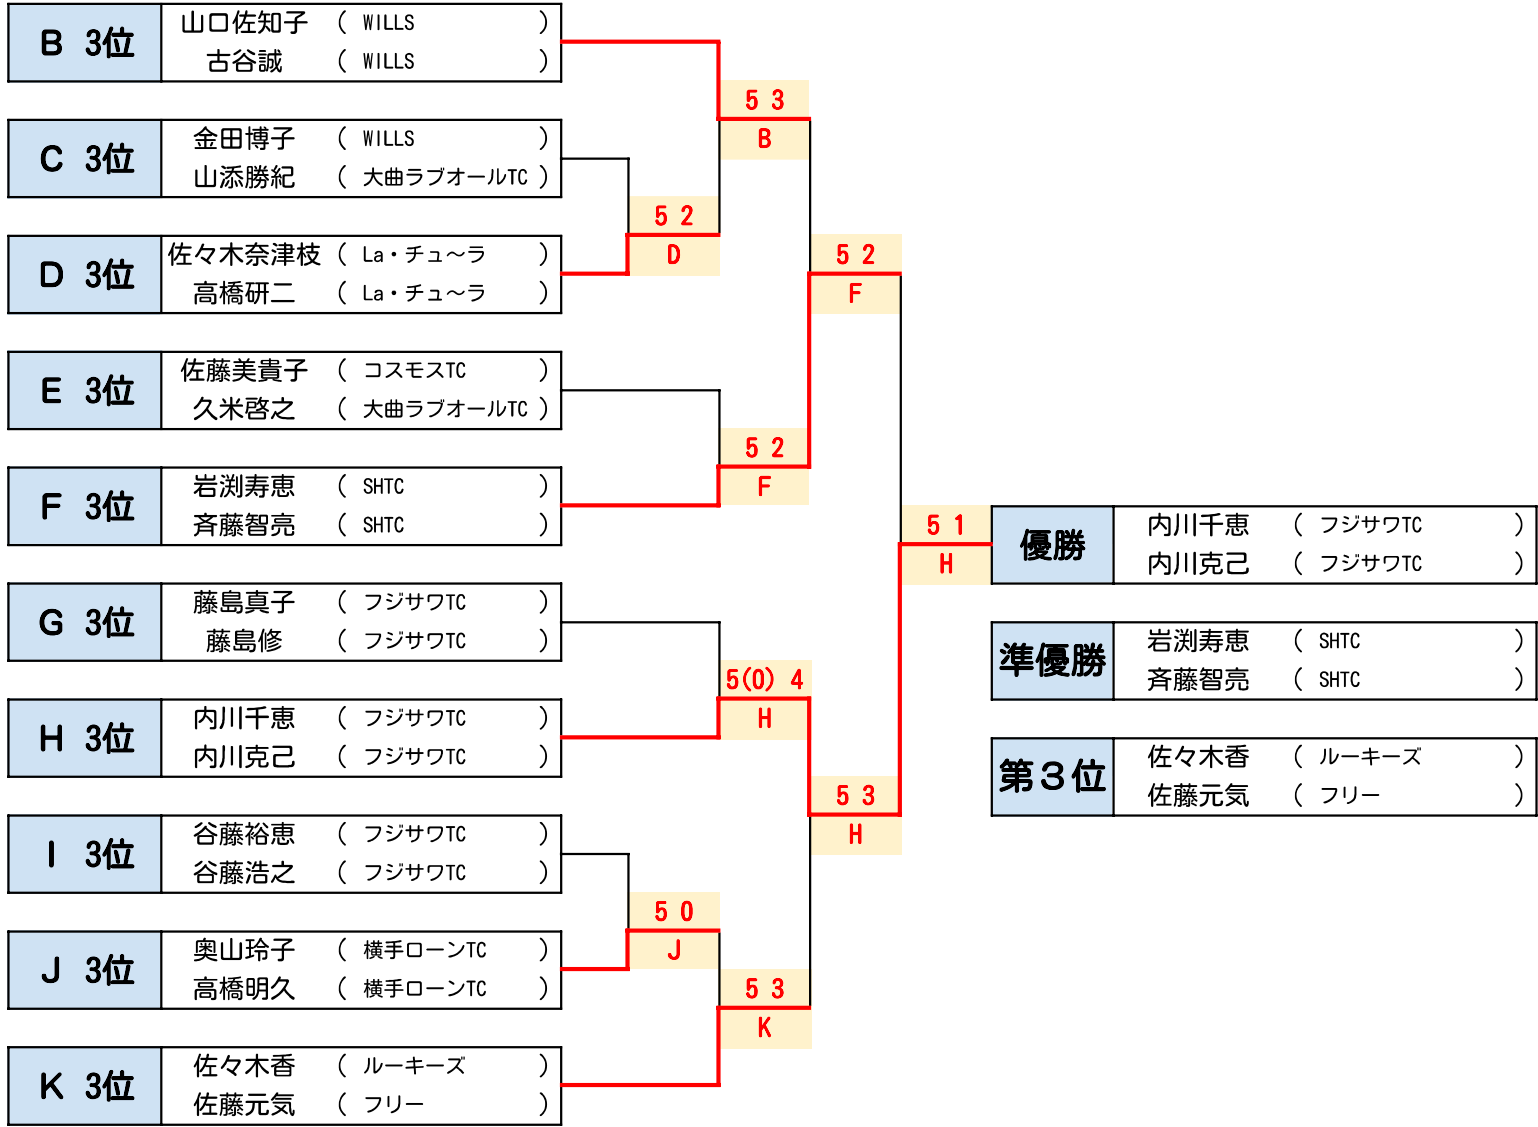 B 3位
山口佐知子 ( WILLS )
古谷誠 ( WILLS )
C 3位
金田博子 ( WILLS )
山添勝紀 ( 大曲ラブオールTC )
D 3位
佐々木奈津枝 ( La・チュ～ラ )
高橋研二 ( La・チュ～ラ )
E 3位
佐藤美貴子 ( コスモスTC )
久米啓之 ( 大曲ラブオールTC )
F 3位
岩渕寿恵 ( SHTC )
斉藤智亮 ( SHTC )
G 3位
藤島真子 ( フジサワTC )
藤島修 ( フジサワTC )
H 3位
内川千恵 ( フジサワTC )
内川克己 ( フジサワTC )
I 3位
谷藤裕恵 ( フジサワTC )
谷藤浩之 ( フジサワTC )
J 3位
奥山玲子 ( 横手ローンTC )
高橋明久 ( 横手ローンTC )
K 3位
佐々木香 ( ルーキーズ )
佐藤元気 ( フリー )
5 2
D
5 0
J
5 3
B
5 2
F
5(0) 4
H
5 3
K
5 2
F
5 3
H
5 1
H
優勝
内川千恵 ( フジサワTC )
内川克己 ( フジサワTC )
準優勝
岩渕寿恵 ( SHTC )
斉藤智亮 ( SHTC )
第３位
佐々木香 ( ルーキーズ )
佐藤元気 ( フリー )